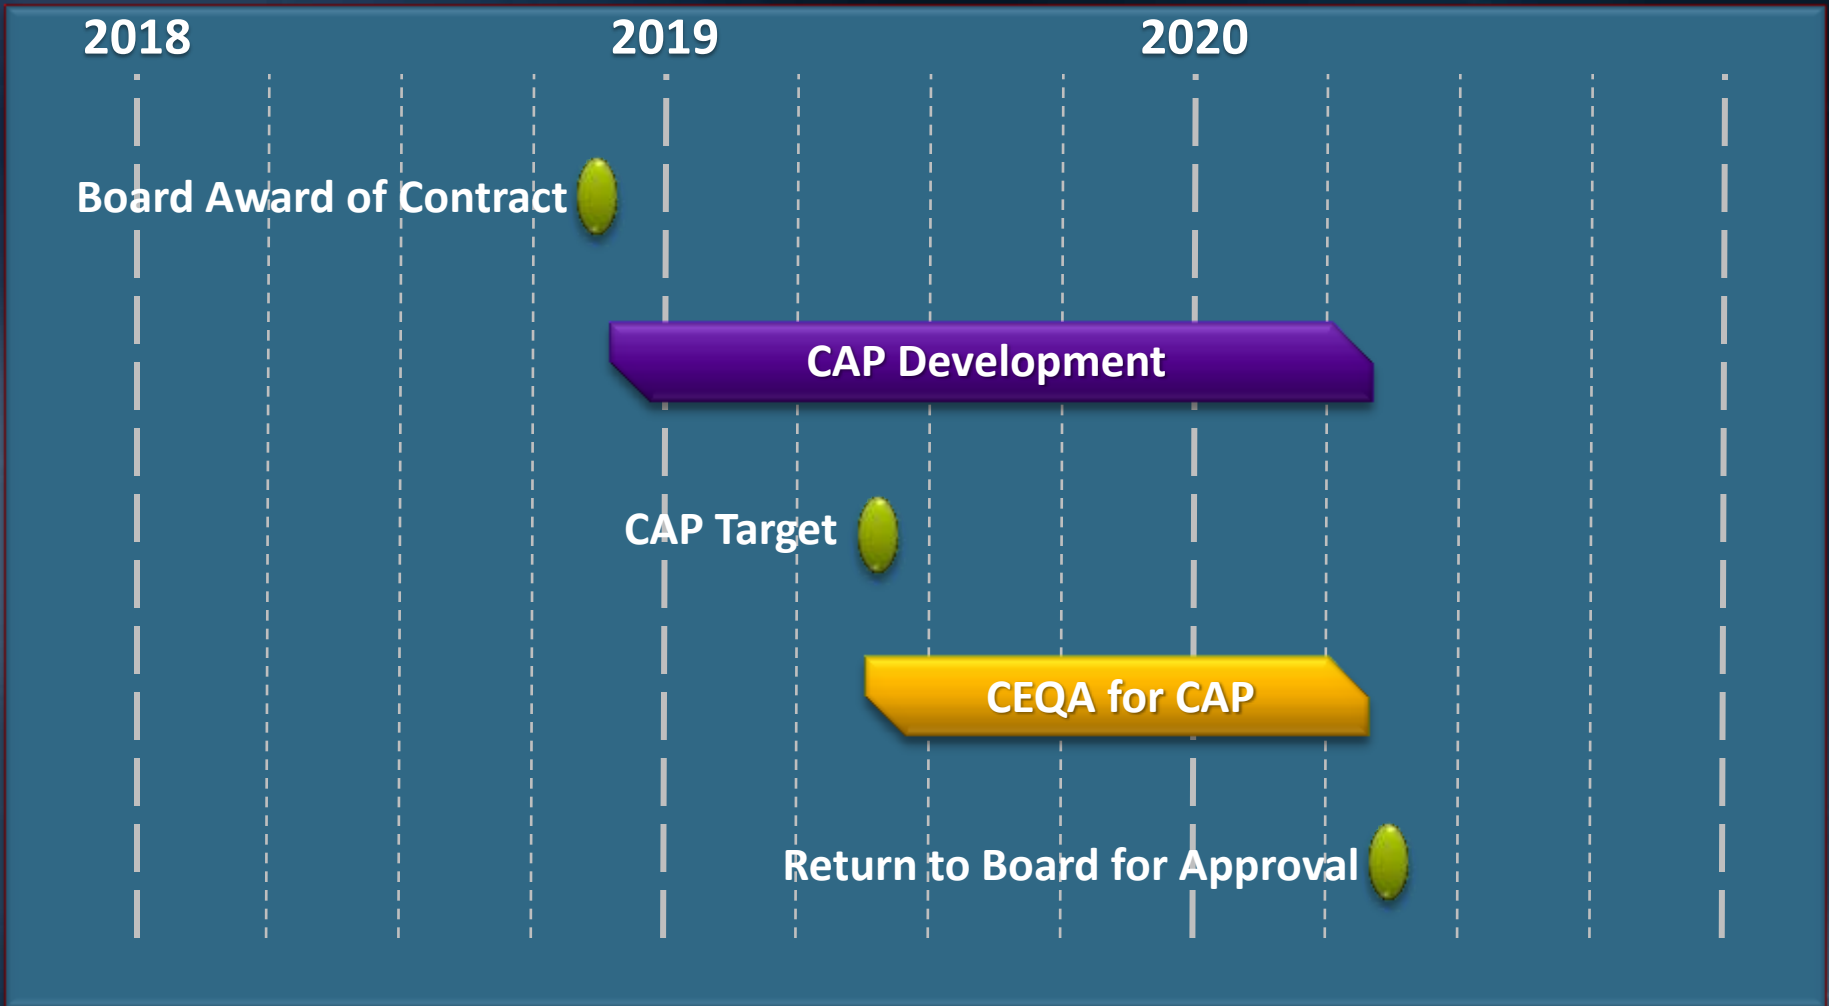 2018
2019
2020
Board Award of Contract
CAP Development
CAP Target
CEQA for CAP
Return to Board for Approval